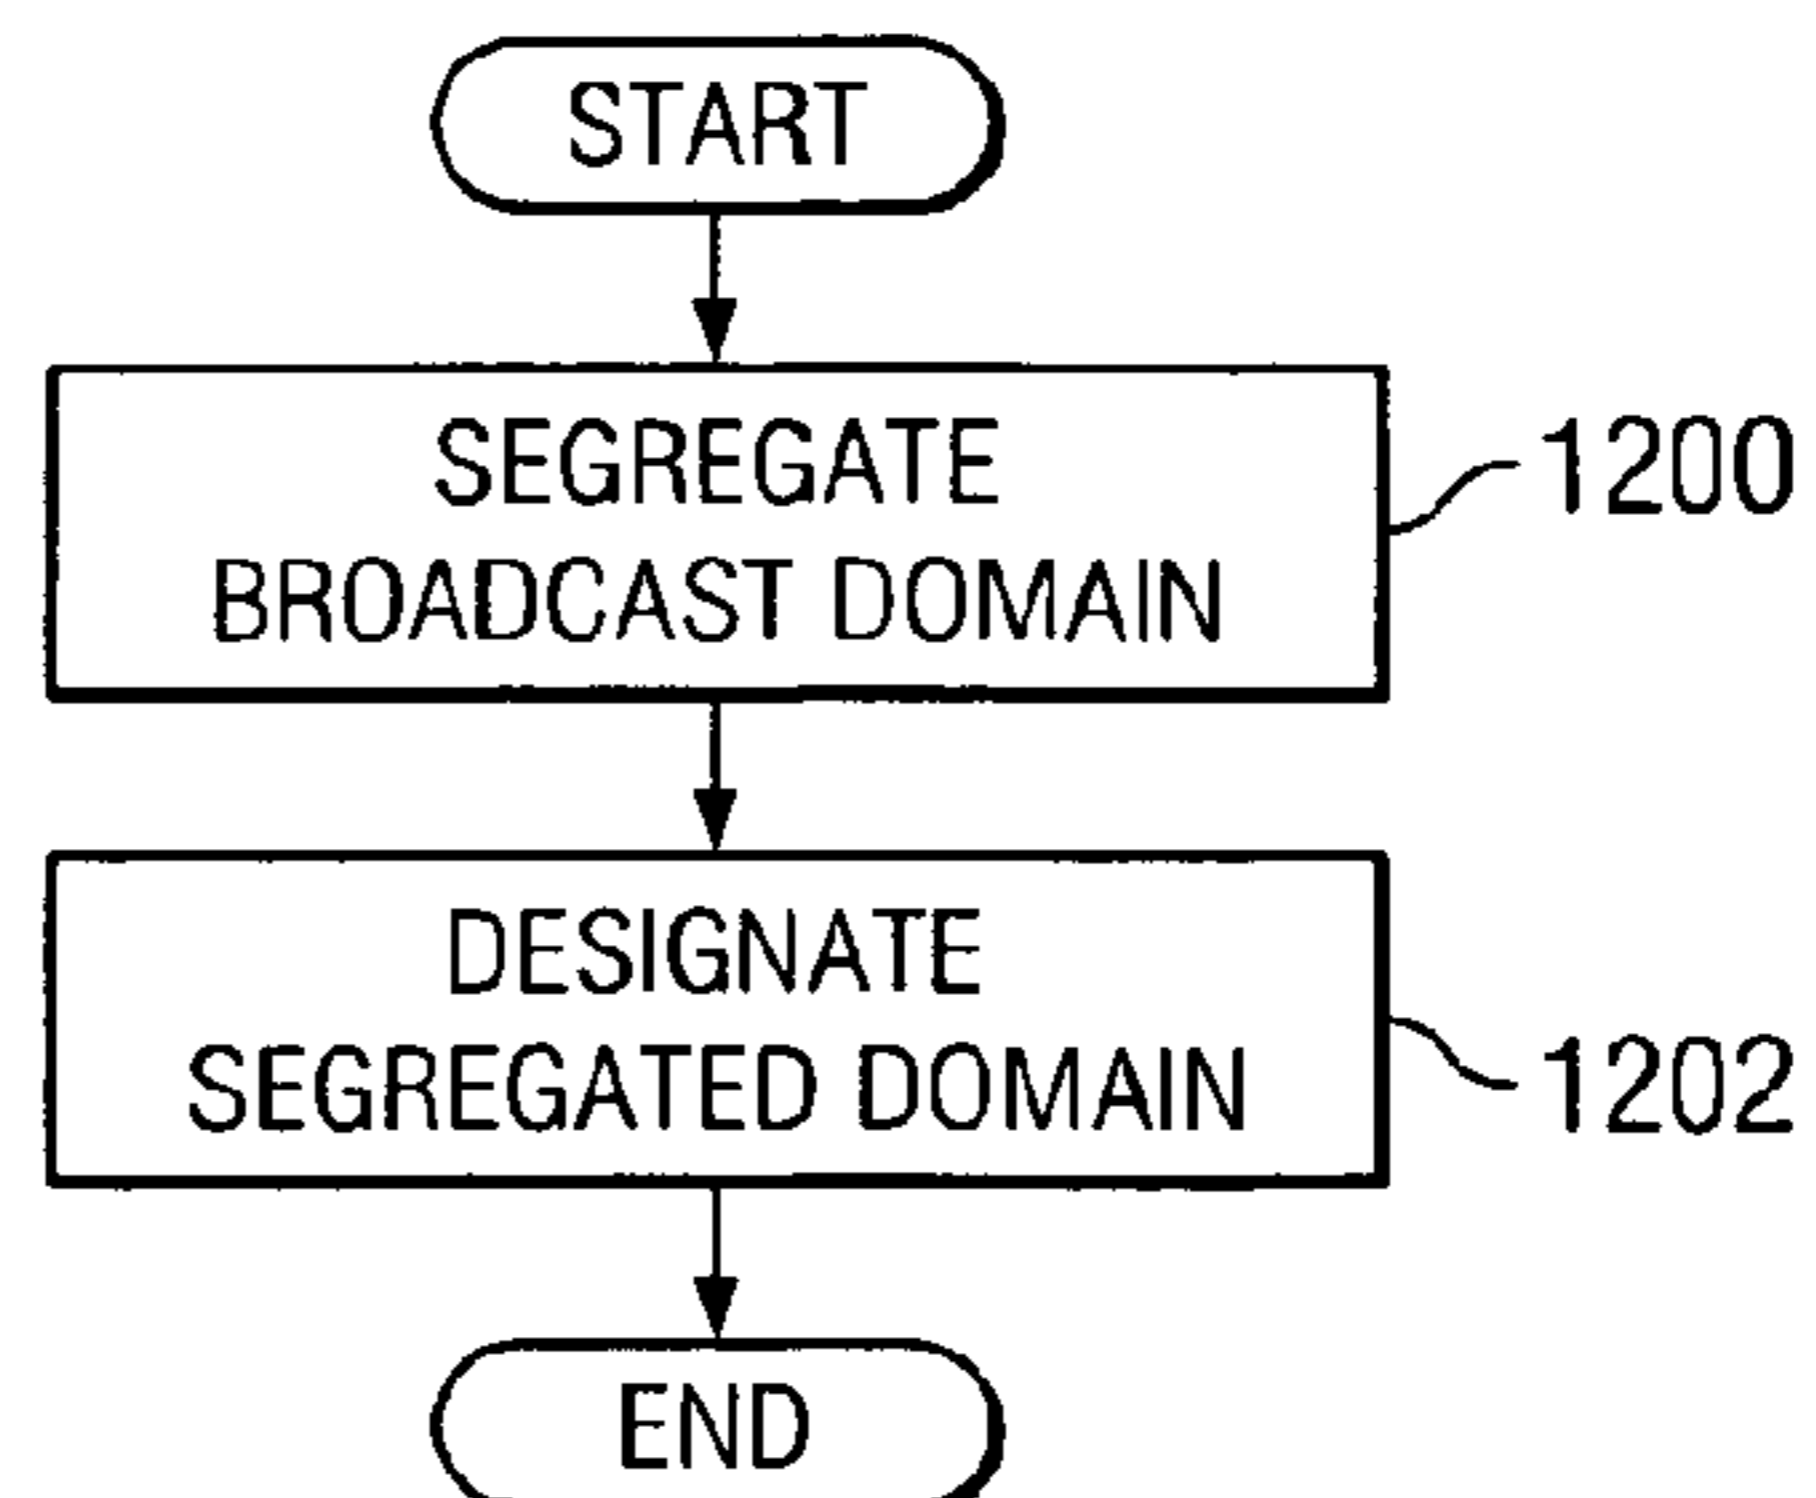 START
SEGREGATE
BROADCAST DOMAIN
1200
DESIGNATE
SEGREGATED DOMAIN
1202
END